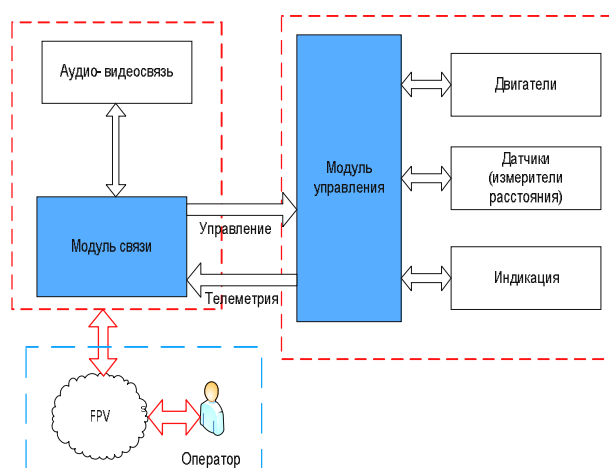 Аудио- видеосвязь
Модуль связи
Управление
Телеметрия
Модуль
управления
Двигатели
Датчики
(измерители
расстояния)
Индикация
FPV
Оператор